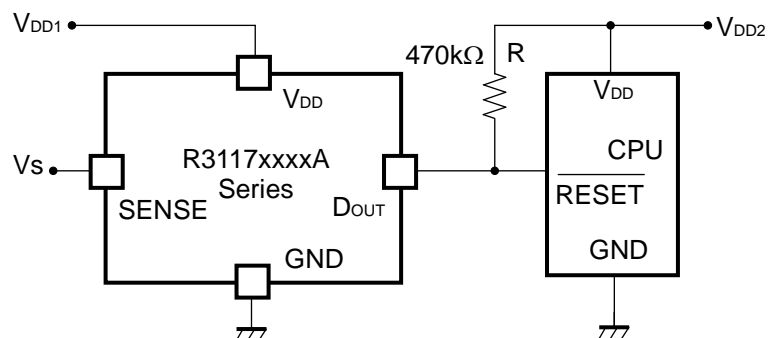 VDD1
VDD2
470kΩ R
VDD
VDD
Vs
R3117xxxxA
Series
CPU
SENSE
DOUT
RESET
GND
GND